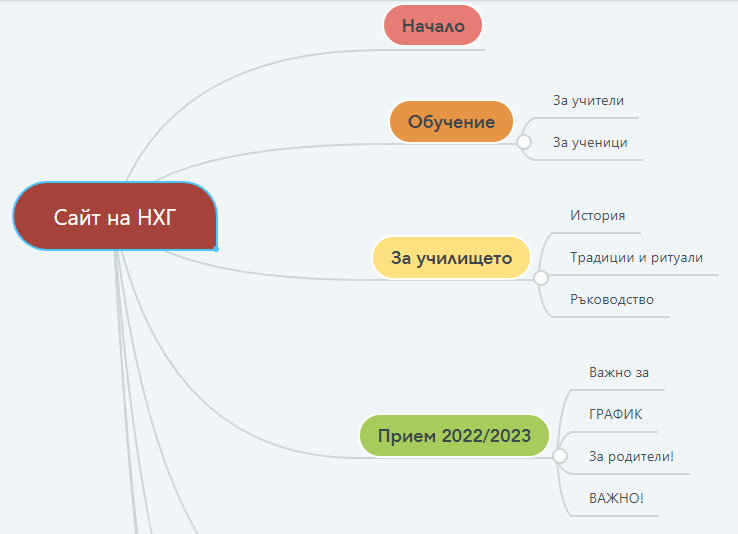 Начало
Обучение
За учители
За ученици
Сайт на НХГ
За училището
История
Традиции и ритуали
Ръководство
Прием 2022/2023
Важно за
ГРАФИК
За родители!
ВАЖНО!